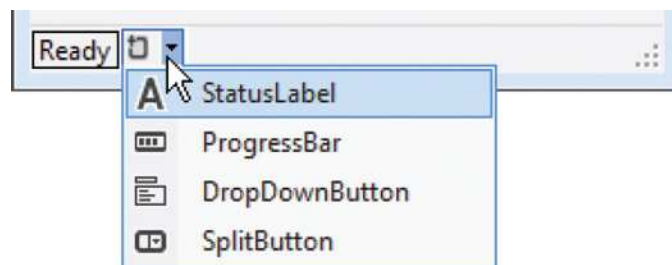 Ready
StatusLabel
ProgressBar
DropDownButton
SplitButton